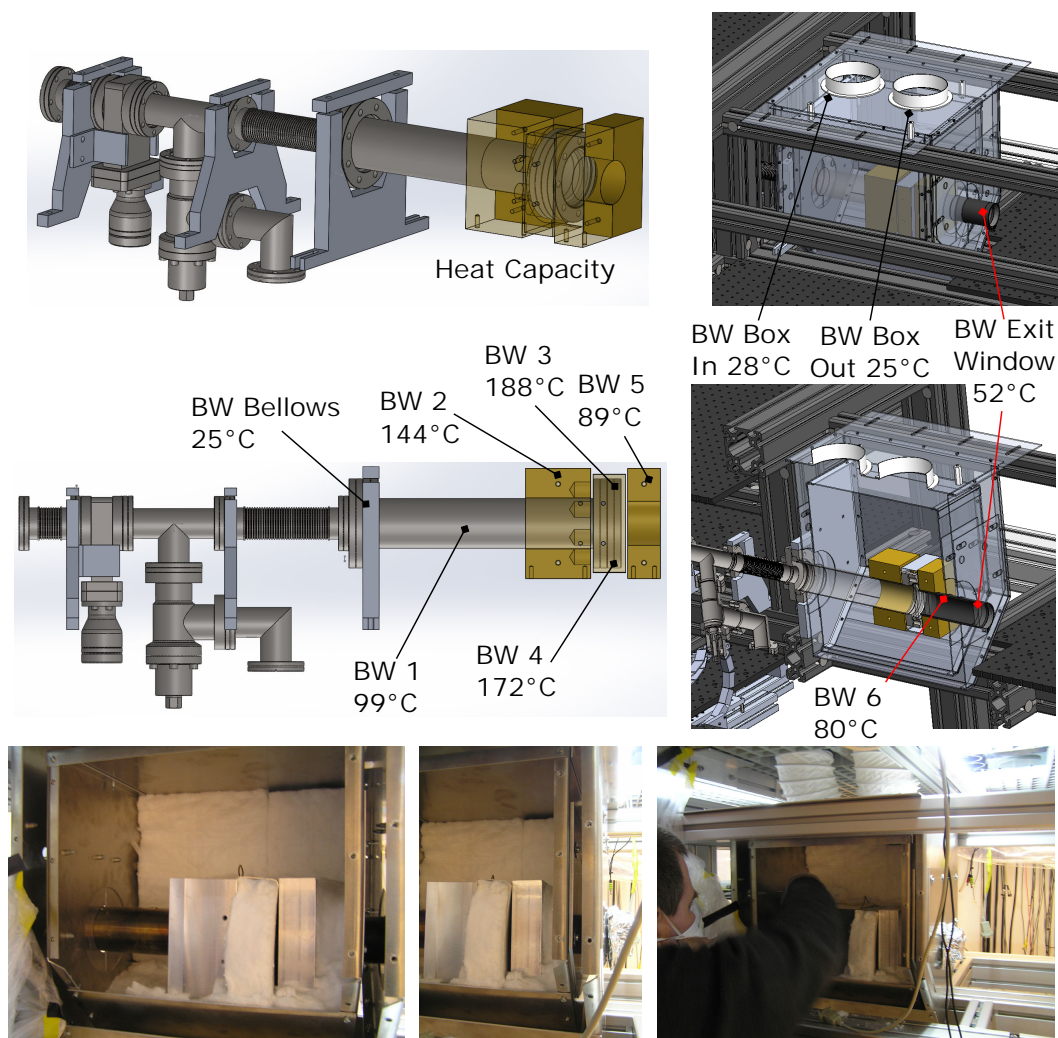 Heat Capacity
BW Box
In 28°C
BW Box
Out 25°C
BW Exit
Window
52°C
BW Bellows
25°C
BW 2
144°C
BW 3
188°C
BW 5
89°C
BW 1
99°C
BW 4
172°C
BW 6
80°C